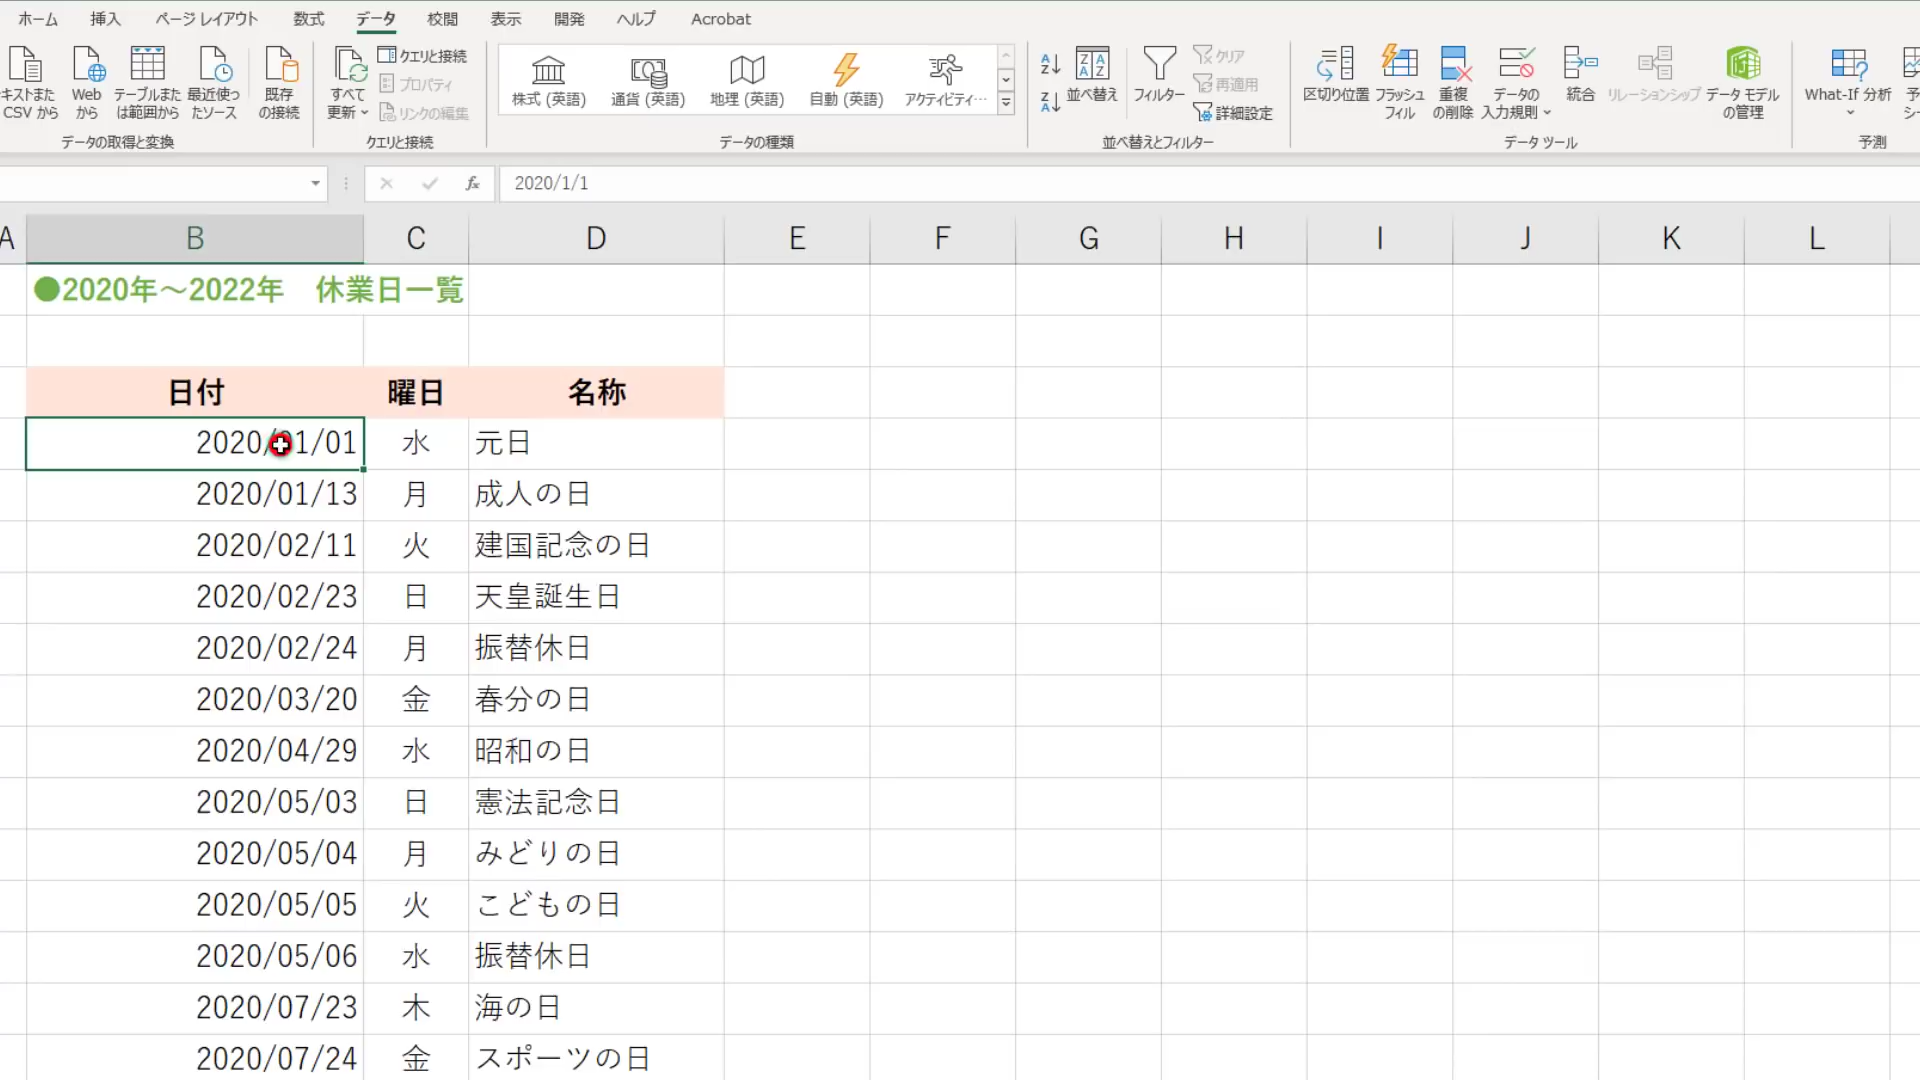 ホーム 挿入 ページ レイアウト 数式 データ 校閲 表示 開発 ヘルプ Acrobat
キストまた CSV から
Web から
テーブルまた は範囲から
最近使っ たソース
既存 の接続
すべて 更新
クエリと接続
プロパティ
リンクの編集
株式 (英語) 通貨 (英語) 地理 (英語) 自動 (英語) アクティビティ…
並べ替え
フィルター
クリア
再適用
詳細設定
区切り位置
フラッシュ フィル
重複 の削除
データの 入力規則
統合
リレーションシップ
データ モデル の管理
What-If 分析
予
シー
データの取得と変換 クエリと接続 データの種類 並べ替えとフィルター データ ツール 予測
fx 2020/1/1
A B C D E F G H I J K L
●2020年～2022年　休業日一覧
日付 曜日 名称
2020/01/01 水 元日
2020/01/13 月 成人の日
2020/02/11 火 建国記念の日
2020/02/23 日 天皇誕生日
2020/02/24 月 振替休日
2020/03/20 金 春分の日
2020/04/29 水 昭和の日
2020/05/03 日 憲法記念日
2020/05/04 月 みどりの日
2020/05/05 火 こどもの日
2020/05/06 水 振替休日
2020/07/23 木 海の日
2020/07/24 金 スポーツの日